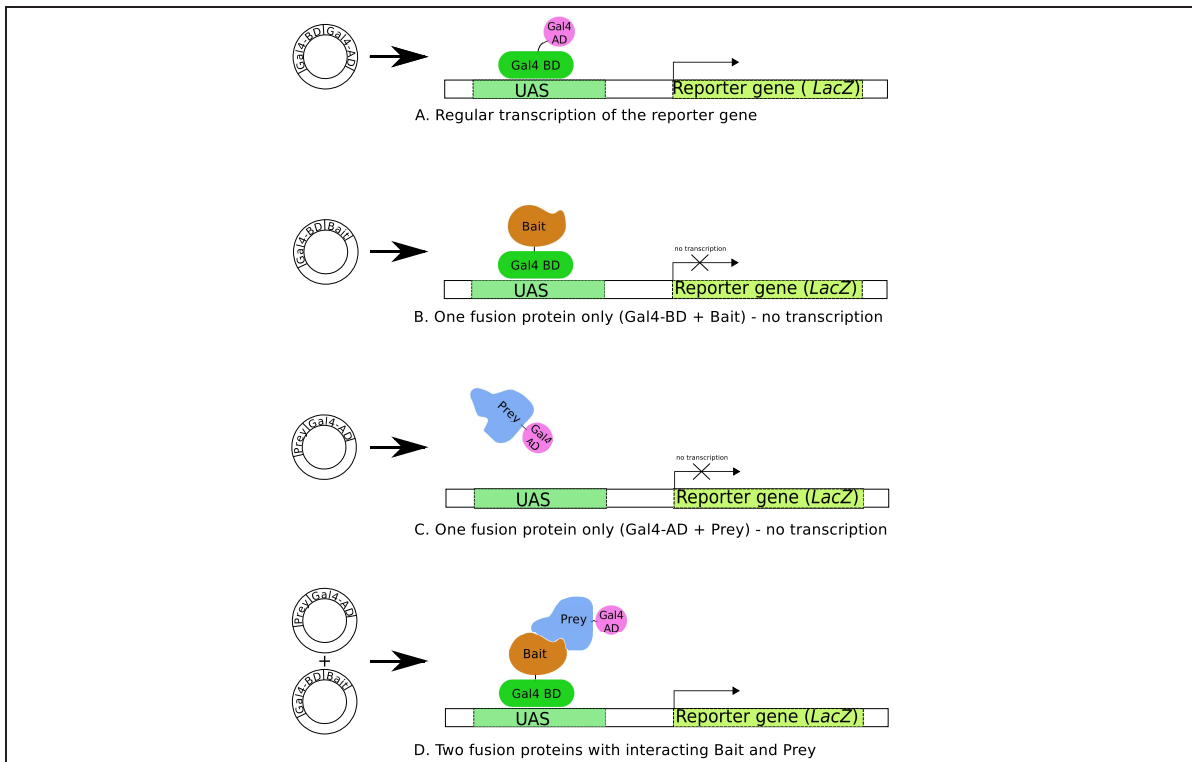 Gal4-BD Gal4-AD
Gal4
AD
Gal4 BD
UAS
Reporter gene ( LacZ)
A. Regular transcription of the reporter gene
Gal4-BD Bait
Bait
Gal4 BD
no transcription
UAS
Reporter gene (LacZ)
B. One fusion protein only (Gal4-BD + Bait) - no transcription
Prey Gal4-AD
Prey
Gal4
AD
no transcription
UAS
Reporter gene (LacZ)
C. One fusion protein only (Gal4-AD + Prey) - no transcription
Prey Gal4-AD
+
Gal4-BD Bait
Prey
Gal4
AD
Bait
Gal4 BD
UAS
Reporter gene (LacZ)
D. Two fusion proteins with interacting Bait and Prey